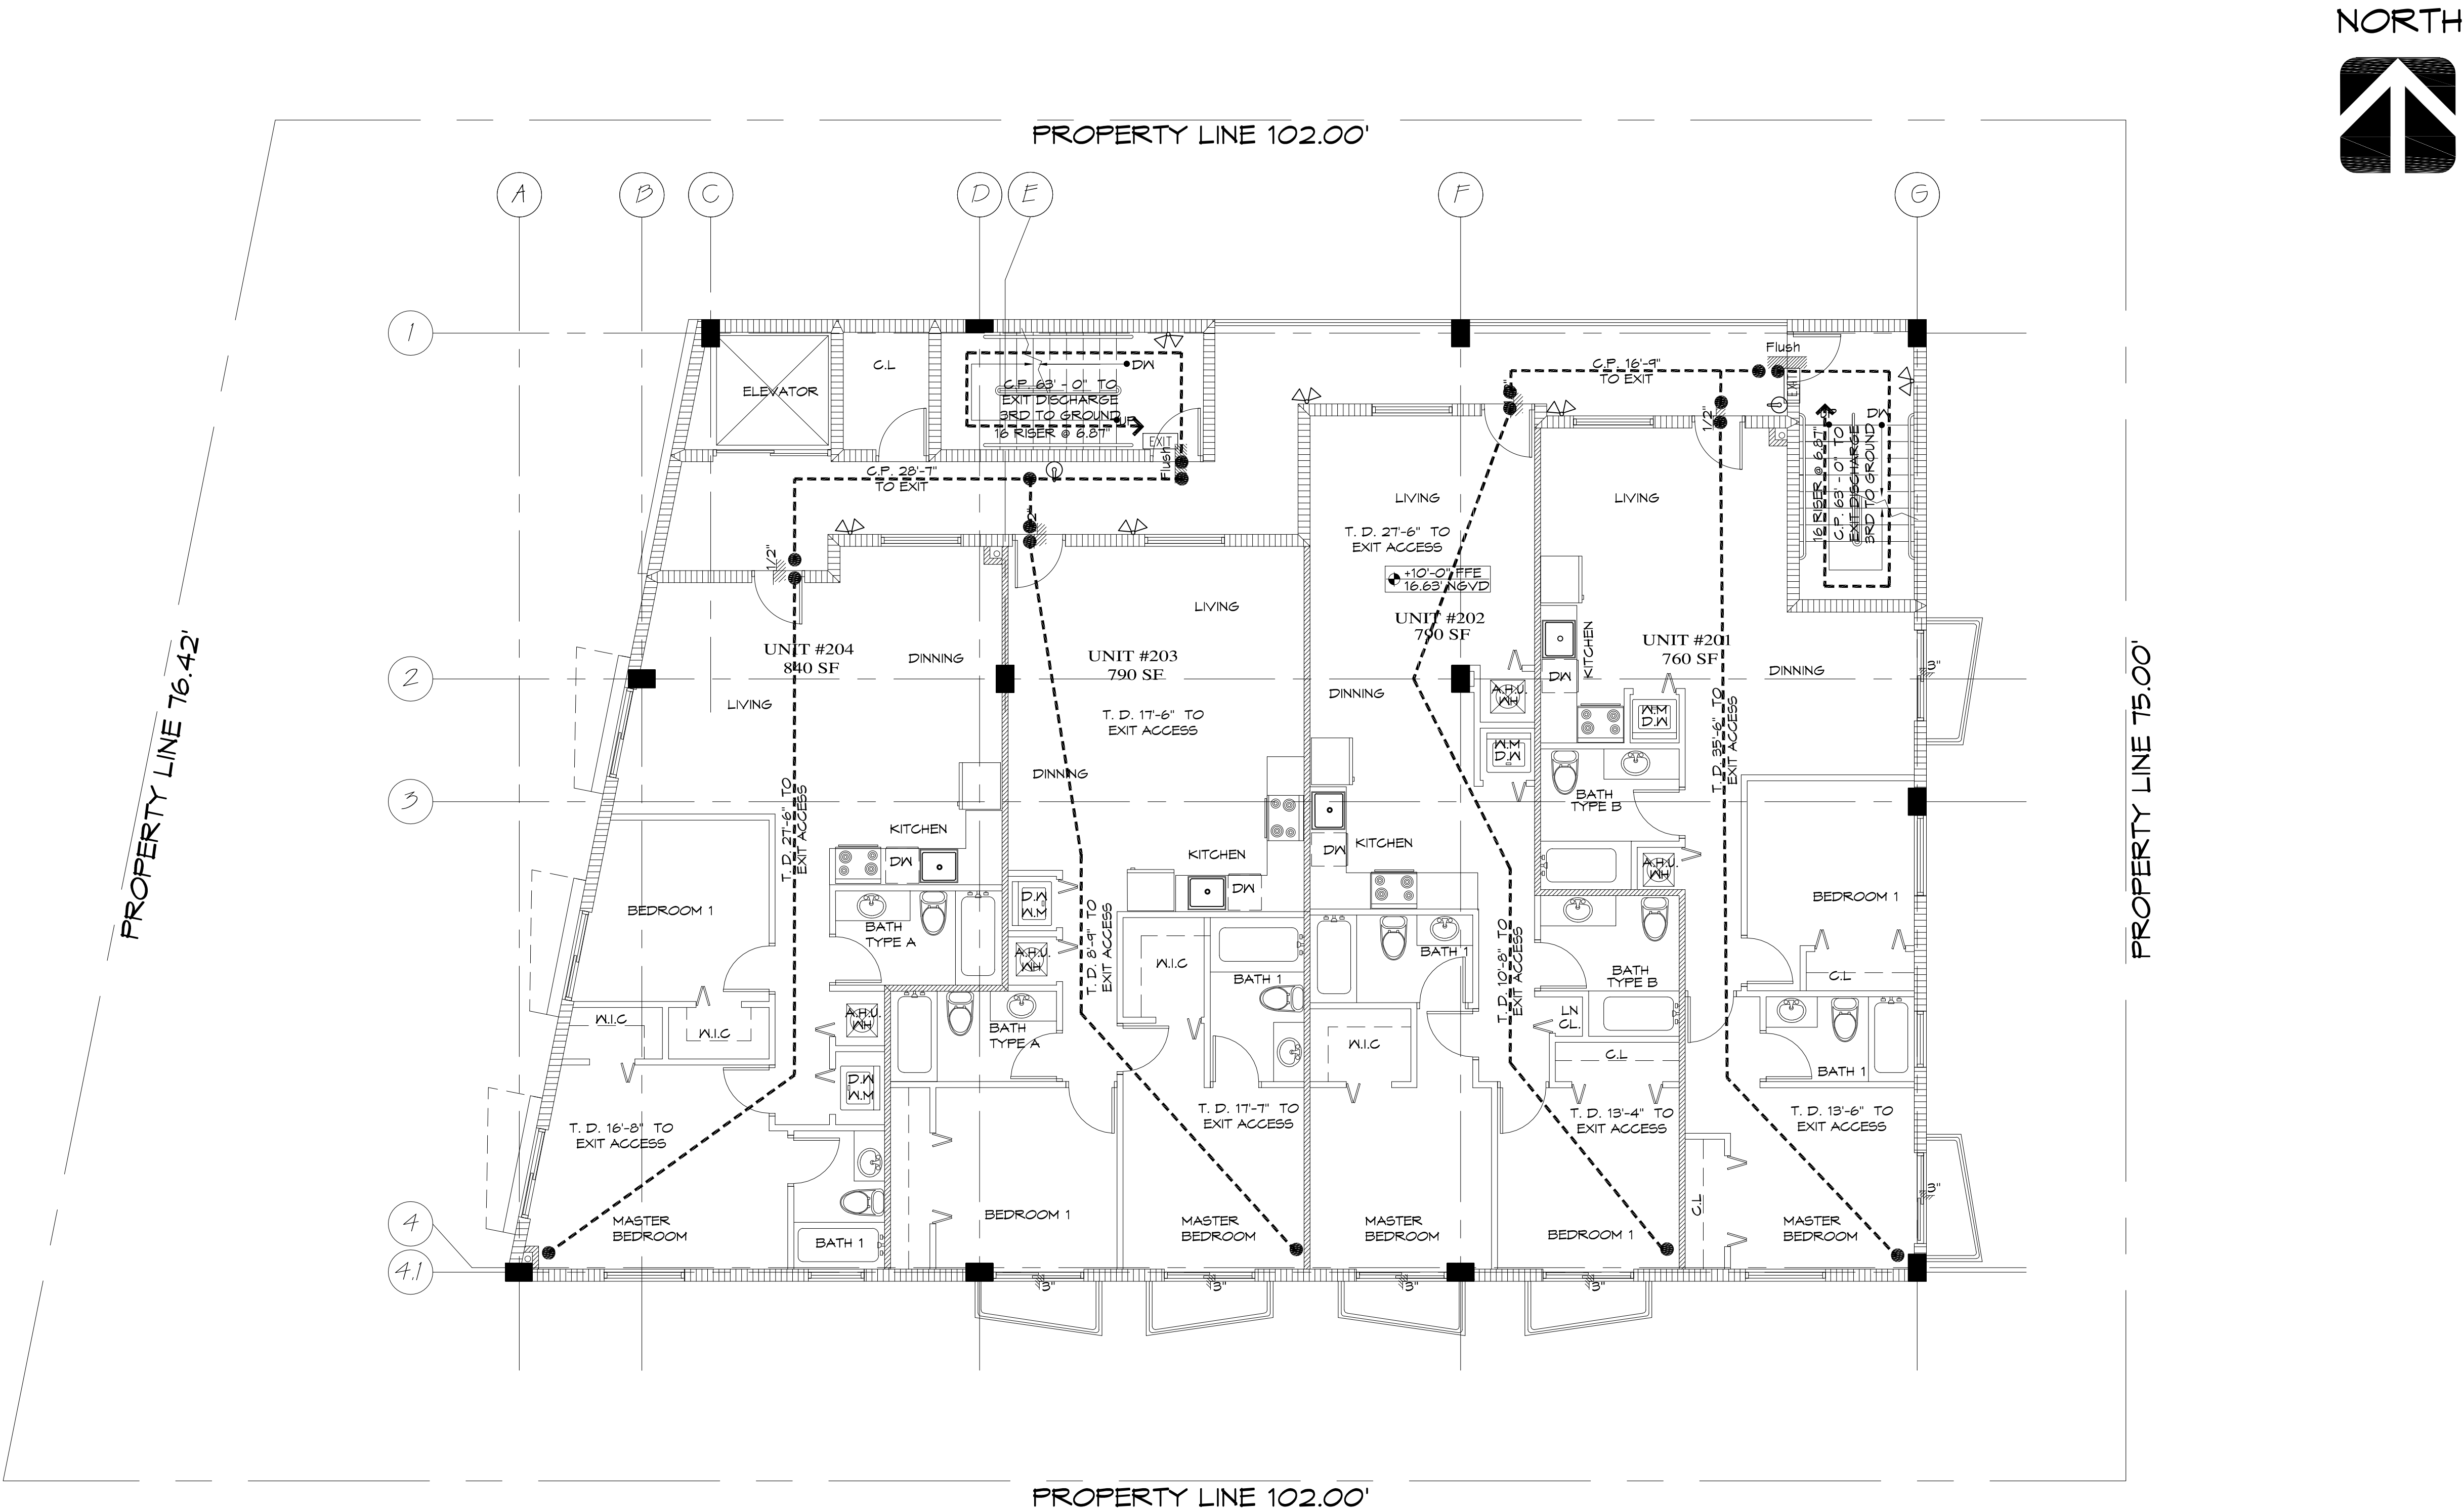 NORTH
PROPERTY LINE 102.00'
A
B
C
D
E
F
G
1
ELEVATOR
C.L
DW
C.P. 63' - 0" TO
EXIT DISCHARGE
3RD TO GROUND
UP
16 RISER @ 6.87"
EXIT
Flush
C.P. 16'-9"
TO EXIT
Flush
EXIT
DW
16 RISER @ 6.87"
C.P. 63' - 0" TO
EXIT DISCHARGE
3RD TO GROUND
1/2"
C.P. 28'-7"
TO EXIT
1/2"
LIVING
LIVING
T. D. 27'-6" TO
EXIT ACCESS
+10'-0" FFE
16.63' NGVD
LIVING
UNIT #204
840 SF
DINNING
UNIT #203
790 SF
UNIT #202
790 SF
UNIT #201
760 SF
KITCHEN
DW
DINNING
3"
2
LIVING
T. D. 17'-6" TO
EXIT ACCESS
DINNING
A.H.U.
WH
W.M
D.W
W.M
D.W
T. D. 35'-6" TO
EXIT ACCESS
PROPERTY LINE 76.42'
PROPERTY LINE 75.00'
3
DINNING
T. D. 27'-6" TO
EXIT ACCESS
KITCHEN
DW
KITCHEN
DW
DW
KITCHEN
BATH
TYPE B
A.H.U.
WH
BEDROOM 1
BATH
TYPE A
D.W
W.M
A.H.U.
WH
T. D. 8'-9" TO
EXIT ACCESS
W.I.C
BATH 1
BATH 1
T. D. 10'-8" TO
EXIT ACCESS
BATH
TYPE B
BEDROOM 1
C.L
W.I.C
W.I.C
A.H.U.
WH
BATH
TYPE A
W.I.C
LN
CL.
C.L
BATH 1
D.W
W.M
T. D. 16'-8" TO
EXIT ACCESS
T. D. 17'-7" TO
EXIT ACCESS
T. D. 13'-4" TO
EXIT ACCESS
T. D. 13'-6" TO
EXIT ACCESS
C.L
3"
4
MASTER
BEDROOM
BATH 1
BEDROOM 1
MASTER
BEDROOM
MASTER
BEDROOM
BEDROOM 1
MASTER
BEDROOM
4.1
3"
3"
3"
3"
PROPERTY LINE 102.00'